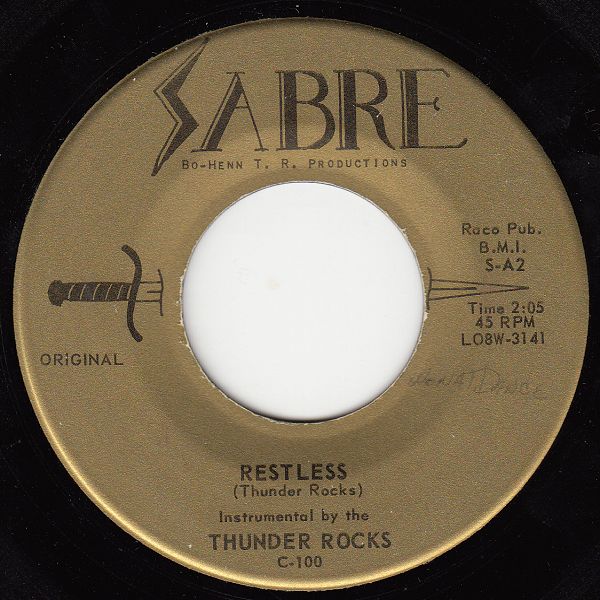 SABRE
BO-HENN T. R. PRODUCTIONS
Raco Pub.
B.M.I.
S-A2
Time 2:05
45 RPM
LO8W-3141
ORIGINAL
RESTLESS
(Thunder Rocks)
Instrumental by the
THUNDER ROCKS
C-100